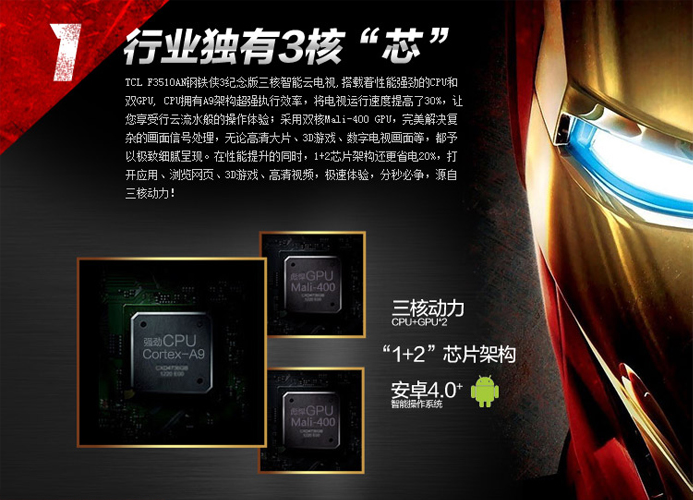 1
行业独有3核“芯”
TCL F3510AN钢铁侠3纪念版三核智能云电视,搭载着性能强劲的CPU和
双GPU, CPU拥有A9架构超强执行效率，将电视运行速度提高了30%，让
您享受行云流水般的操作体验；采用双核Mali-400 GPU，完美解决复
杂的画面信号处理，无论高清大片、3D游戏、数字电视画面等，都予
以极致细腻呈现。在性能提升的同时，1+2芯片架构还更省电20%，打
开应用、浏览网页、3D游戏、高清视频，极速体验，分秒必争，源自
三核动力！
彪悍GPU
Mali-400
强劲CPU
Cortex-A9
1220 E00
彪悍GPU
Mali-400
三核动力
CPU+GPU*2
“1+2”芯片架构
安卓4.0+
智能操作系统